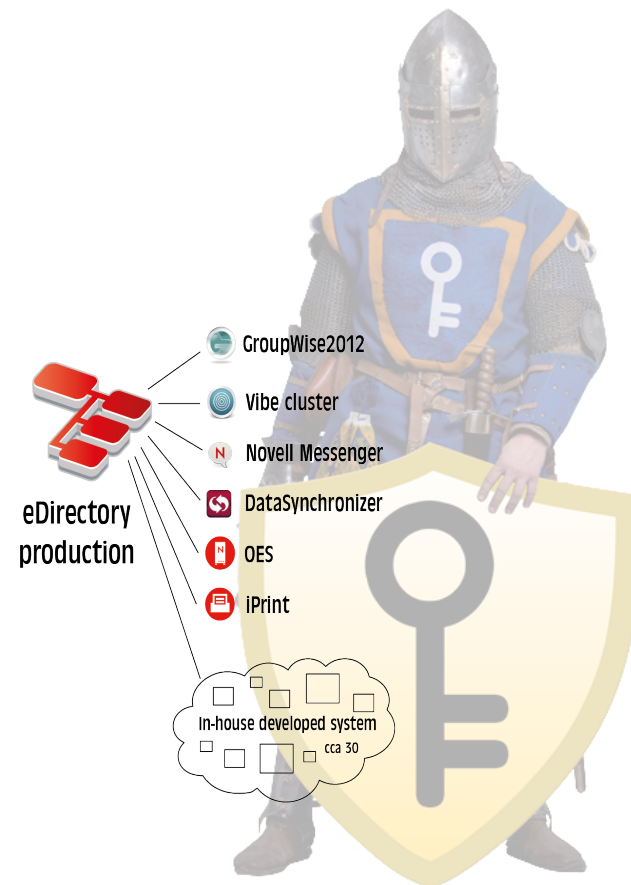 GroupWise2012
Vibe cluster
N
Novell Messenger
DataSynchronizer
eDirectory
production
N
OES
iPrint
In-house developed system
cca 30